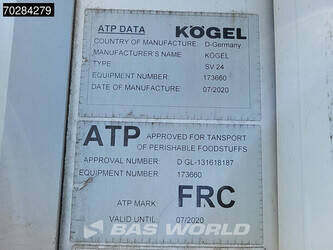 70284279
ATP DATA KÖGEL
COUNTRY OF MANUFACTURE: D-Germany
MANUFACTURER'S NAME: KÖGEL
TYPE SV 24
EQUIPMENT NUMBER: 173660
DATE OF MANUFACTURE: 07/2020
ATP APPROVED FOR TANSPORT
OF PERISHABLE FOODSTUFFS
APPROVAL NUMBER: D GL-131618187
EQUIPMENT NUMBER: 173660
ATP MARK: FRC
VALID UNTIL: 07/2020
BAS WORLD